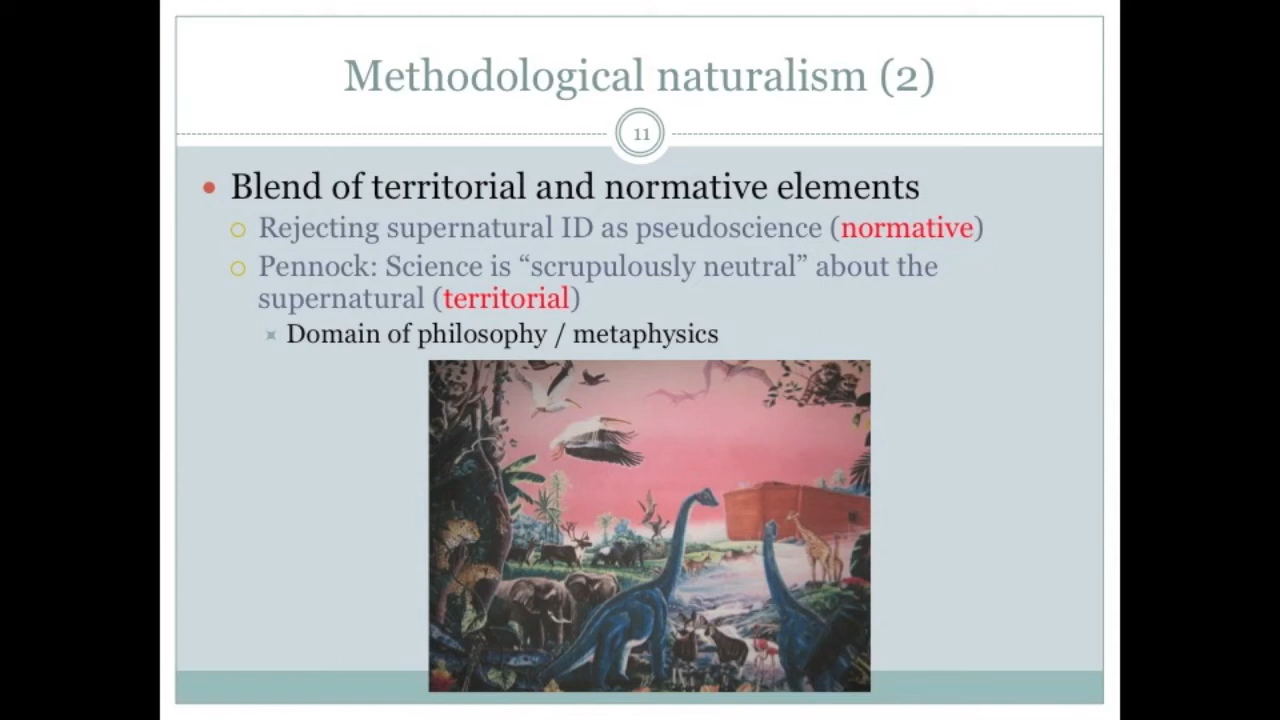 Methodological naturalism (2)
11
Blend of territorial and normative elements
Rejecting supernatural ID as pseudoscience (normative)
Pennock: Science is “scrupulously neutral” about the
supernatural (territorial)
Domain of philosophy / metaphysics